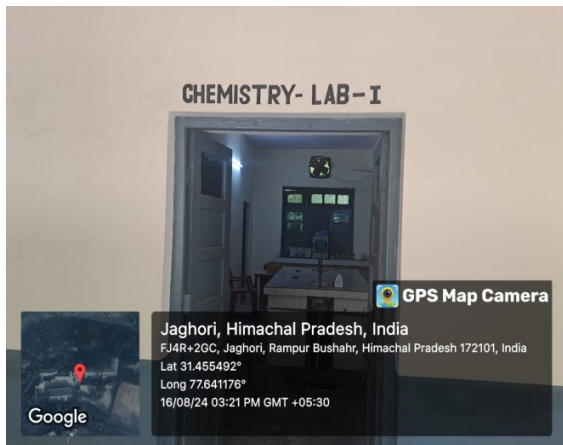 CHEMISTRY- LAB-I
GPS Map Camera
Jaghori, Himachal Pradesh, India
FJ4R+2GC, Jaghori, Rampur Bushahr, Himachal Pradesh 172101, India
Lat 31.455492°
Long 77.641176°
16/08/24 03:21 PM GMT +05:30
Google